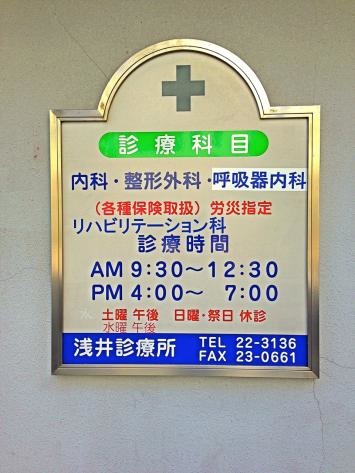 診療科目
内科・整形外科・呼吸器内科
(各種保険取扱) 労災指定
リハビリテーション科
診療時間
AM 9:30～12:30
PM 4:00～ 7:00
土曜 午後 日曜・祭日 休診
水曜 午後
浅井診療所
TEL 22-3136
FAX 23-0661